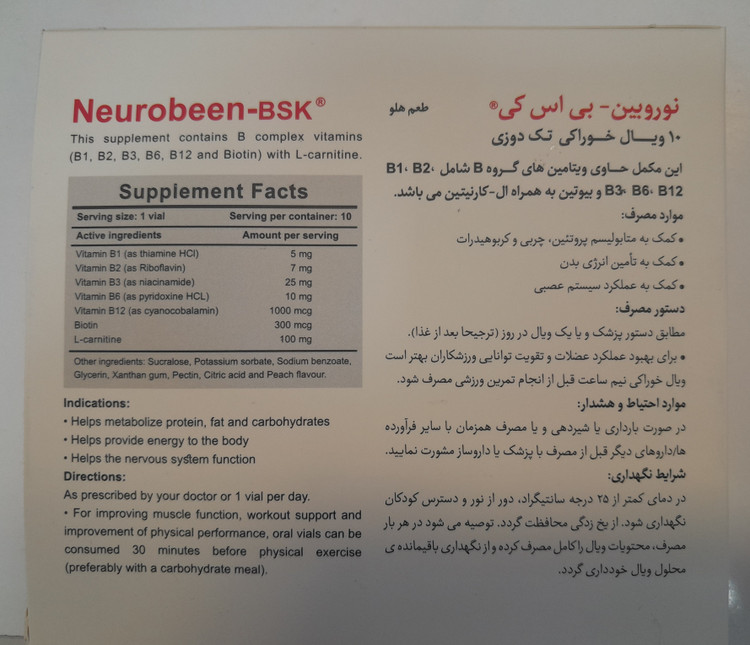 Neurobeen-BSK®
This supplement contains B complex vitamins
(B1, B2, B3, B6, B12 and Biotin) with L-carnitine.
Supplement Facts
Serving size: 1 vial Serving per container: 10
Active ingredients Amount per serving
Vitamin B1 (as thiamine HCl) 5 mg
Vitamin B2 (as Riboflavin) 7 mg
Vitamin B3 (as niacinamide) 25 mg
Vitamin B6 (as pyridoxine HCL) 10 mg
Vitamin B12 (as cyanocobalamin) 1000 mcg
Biotin 300 mcg
L-carnitine 100 mg
Other ingredients: Sucralose, Potassium sorbate, Sodium benzoate,
Glycerin, Xanthan gum, Pectin, Citric acid and Peach flavour.
Indications:
• Helps metabolize protein, fat and carbohydrates
• Helps provide energy to the body
• Helps the nervous system function
Directions:
As prescribed by your doctor or 1 vial per day.
• For improving muscle function, workout support and
improvement of physical performance, oral vials can be
consumed 30 minutes before physical exercise
(preferably with a carbohydrate meal).
نوروبین- بی اس کی® طعم هلو
۱۰ ویال خوراکی تک دوزی
این مکمل حاوی ویتامین های گروه B شامل B1، B2،
B3، B6، B12 و بیوتین به همراه ال-کارنیتین می باشد.
موارد مصرف:
• کمک به متابولیسم پروتئین، چربی و کربوهیدرات
• کمک به تأمین انرژی بدن
• کمک به عملکرد سیستم عصبی
دستور مصرف:
مطابق دستور پزشک و یا یک ویال در روز (ترجیحا بعد از غذا).
• برای بهبود عملکرد عضلات و تقویت توانایی ورزشکاران بهتر است
ویال خوراکی نیم ساعت قبل از انجام تمرین ورزشی مصرف شود.
موارد احتیاط و هشدار:
در صورت بارداری یا شیردهی و یا مصرف همزمان با سایر فرآورده
ها/داروهای دیگر قبل از مصرف با پزشک یا داروساز مشورت نمایید.
شرایط نگهداری:
در دمای کمتر از ۲۵ درجه سانتیگراد، دور از نور و دسترس کودکان
نگهداری شود. از یخ زدگی محافظت گردد. توصیه می شود در هر بار
مصرف، محتویات ویال را کامل مصرف کرده و از نگهداری باقیمانده ی
محلول ویال خودداری گردد.